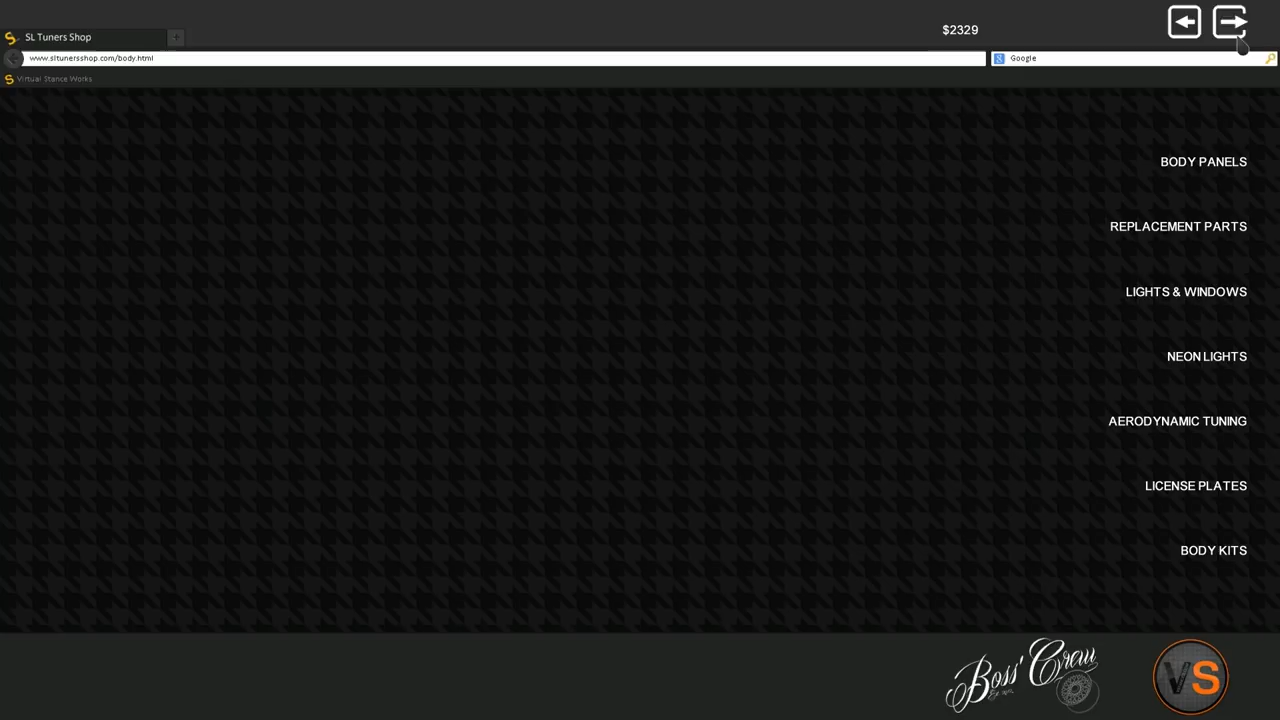 $2329
SL Tuners Shop
www.sltunersshop.com/body.html
Google
Virtual Stance Works
BODY PANELS
REPLACEMENT PARTS
LIGHTS & WINDOWS
NEON LIGHTS
AERODYNAMIC TUNING
LICENSE PLATES
BODY KITS
Boss' Crew
VS